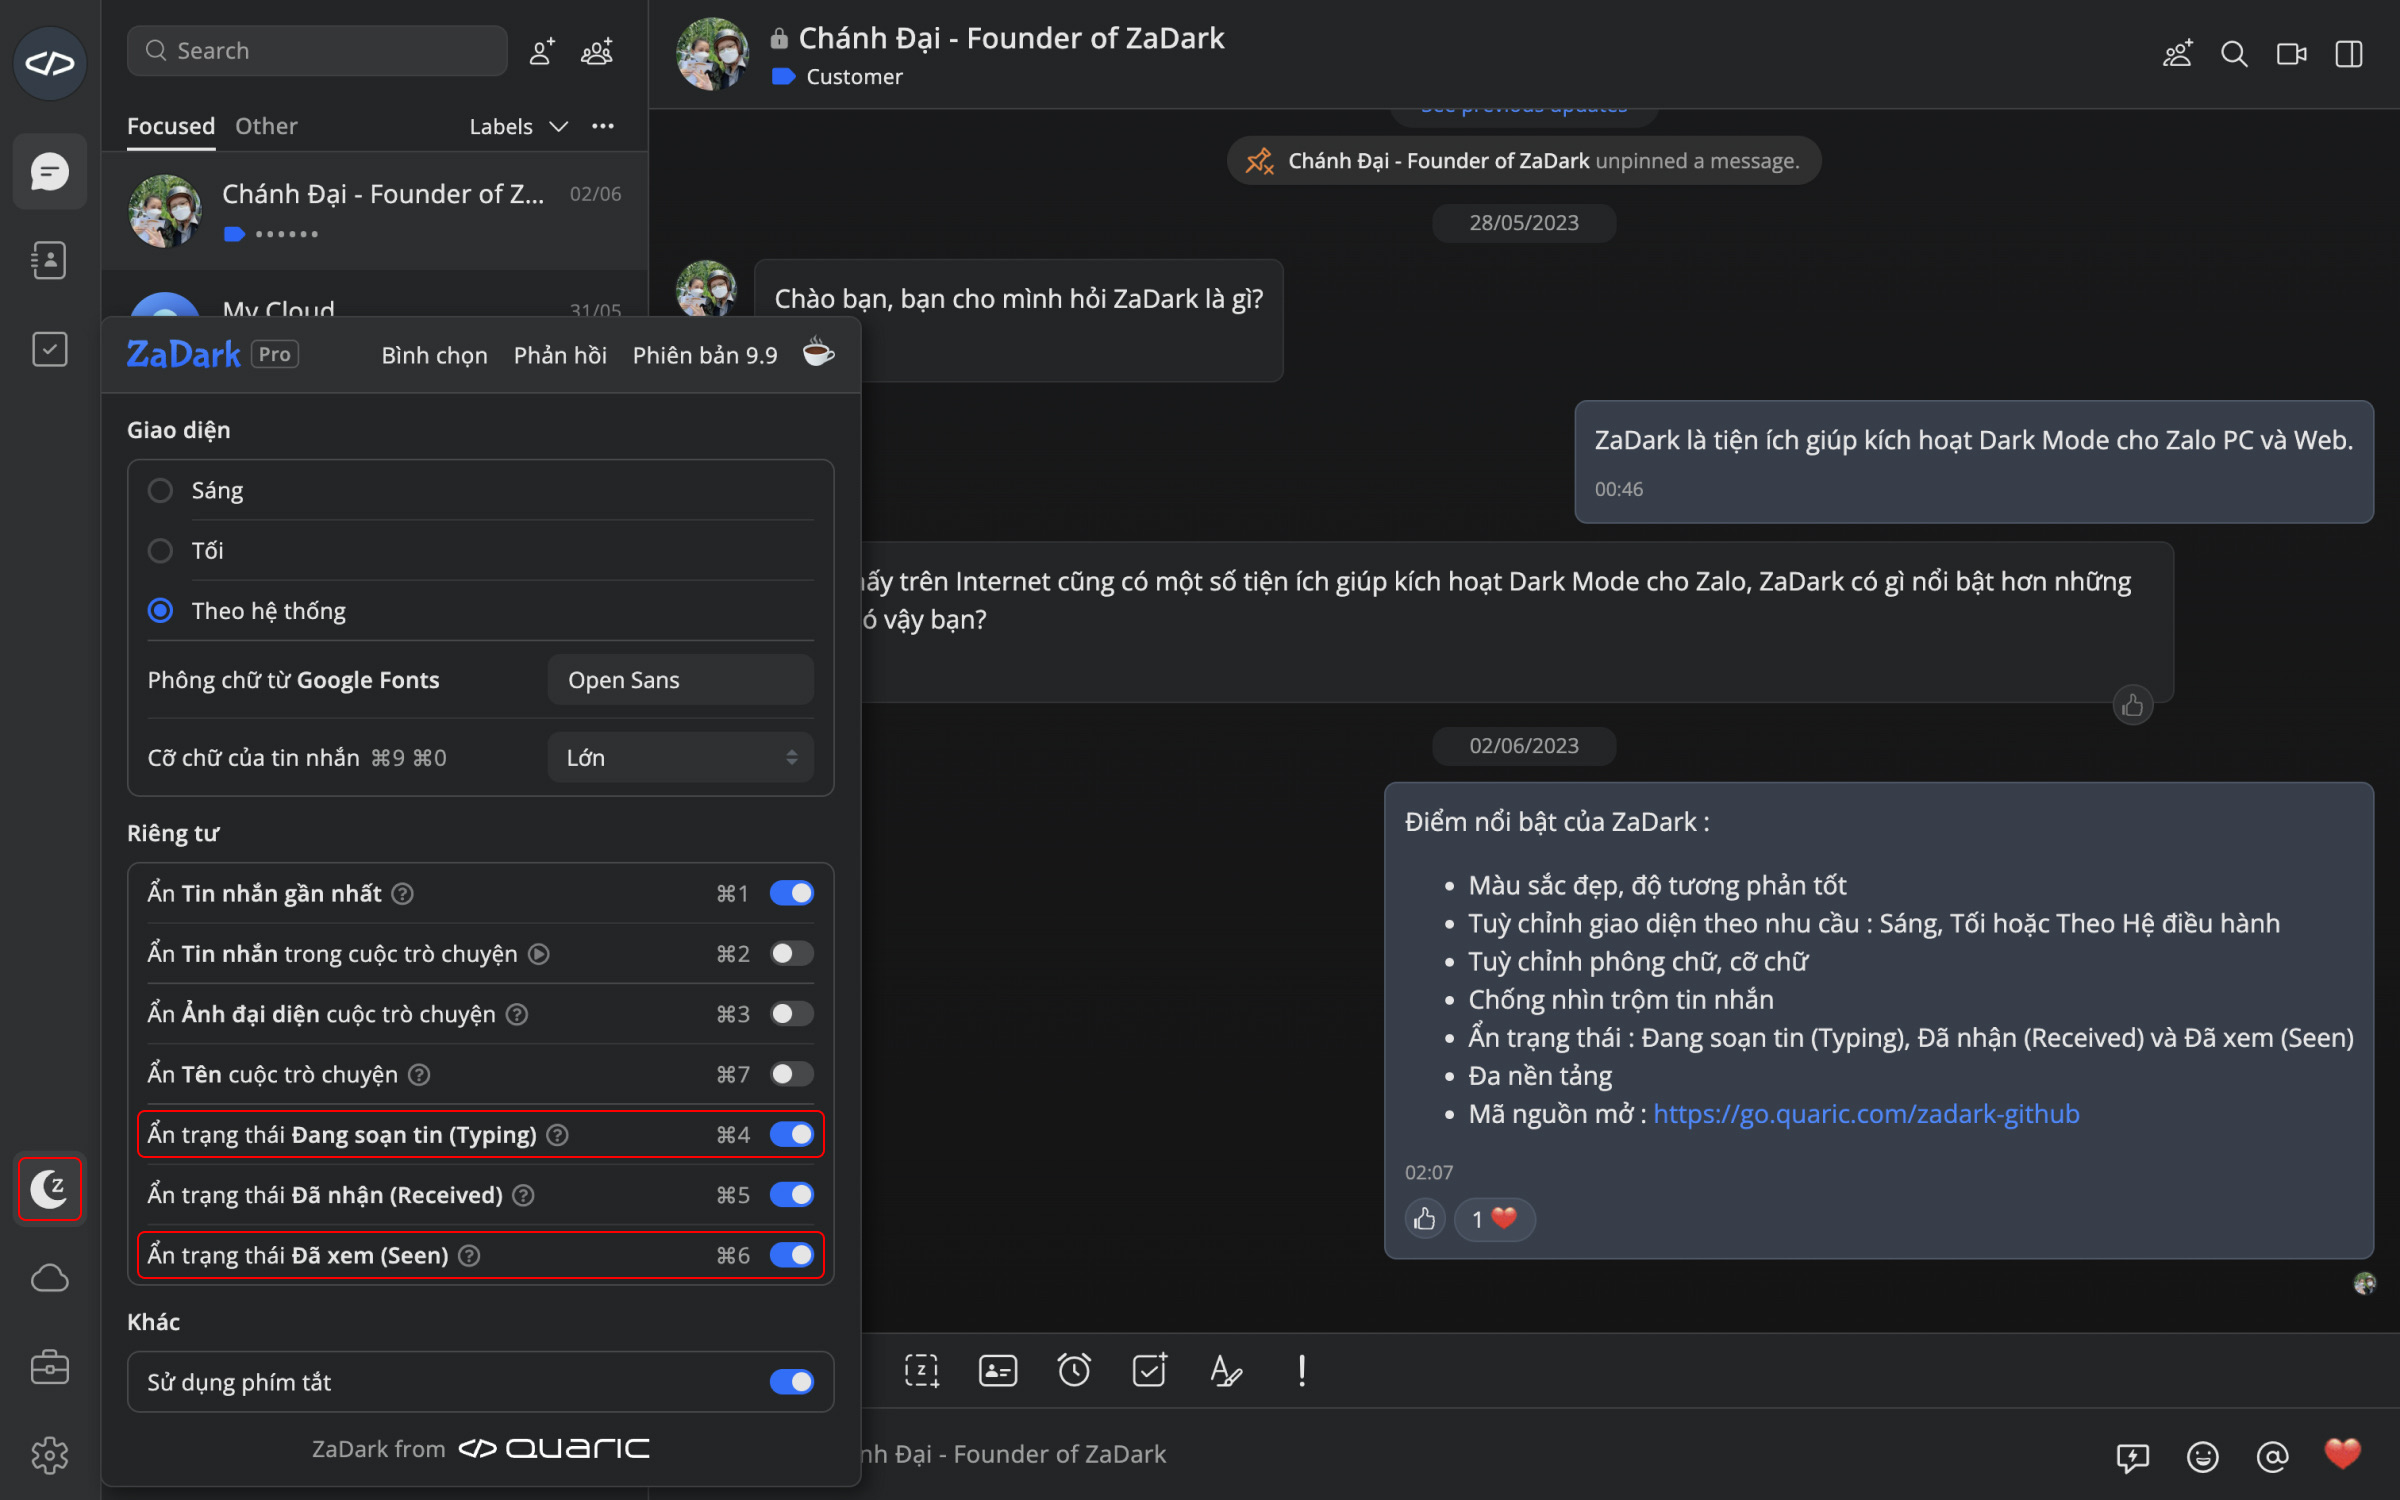 Search
Focused
Other
Labels
Chánh Đại - Founder of Z...
02/06
My Cloud
31/05
ZaDark
Pro
Bình chọn
Phản hồi
Phiên bản 9.9
Giao diện
Sáng
Tối
Theo hệ thống
Phông chữ từ Google Fonts
Open Sans
Cỡ chữ của tin nhắn ⌘9 ⌘0
Lớn
Riêng tư
Ẩn Tin nhắn gần nhất
⌘1
Ẩn Tin nhắn trong cuộc trò chuyện
⌘2
Ẩn Ảnh đại diện cuộc trò chuyện
⌘3
Ẩn Tên cuộc trò chuyện
⌘7
Ẩn trạng thái Đang soạn tin (Typing)
⌘4
Ẩn trạng thái Đã nhận (Received)
⌘5
Ẩn trạng thái Đã xem (Seen)
⌘6
Khác
Sử dụng phím tắt
ZaDark from </> QUARIC
Chánh Đại - Founder of ZaDark
Customer
See previous updates
Chánh Đại - Founder of ZaDark unpinned a message.
28/05/2023
Chào bạn, bạn cho mình hỏi ZaDark là gì?
ZaDark là tiện ích giúp kích hoạt Dark Mode cho Zalo PC và Web.
00:46
ấy trên Internet cũng có một số tiện ích giúp kích hoạt Dark Mode cho Zalo, ZaDark có gì nổi bật hơn những
ó vậy bạn?
02/06/2023
Điểm nổi bật của ZaDark :
• Màu sắc đẹp, độ tương phản tốt
• Tuỳ chỉnh giao diện theo nhu cầu : Sáng, Tối hoặc Theo Hệ điều hành
• Tuỳ chỉnh phông chữ, cỡ chữ
• Chống nhìn trộm tin nhắn
• Ẩn trạng thái : Đang soạn tin (Typing), Đã nhận (Received) và Đã xem (Seen)
• Đa nền tảng
• Mã nguồn mở : https://go.quaric.com/zadark-github
02:07
1
nh Đại - Founder of ZaDark